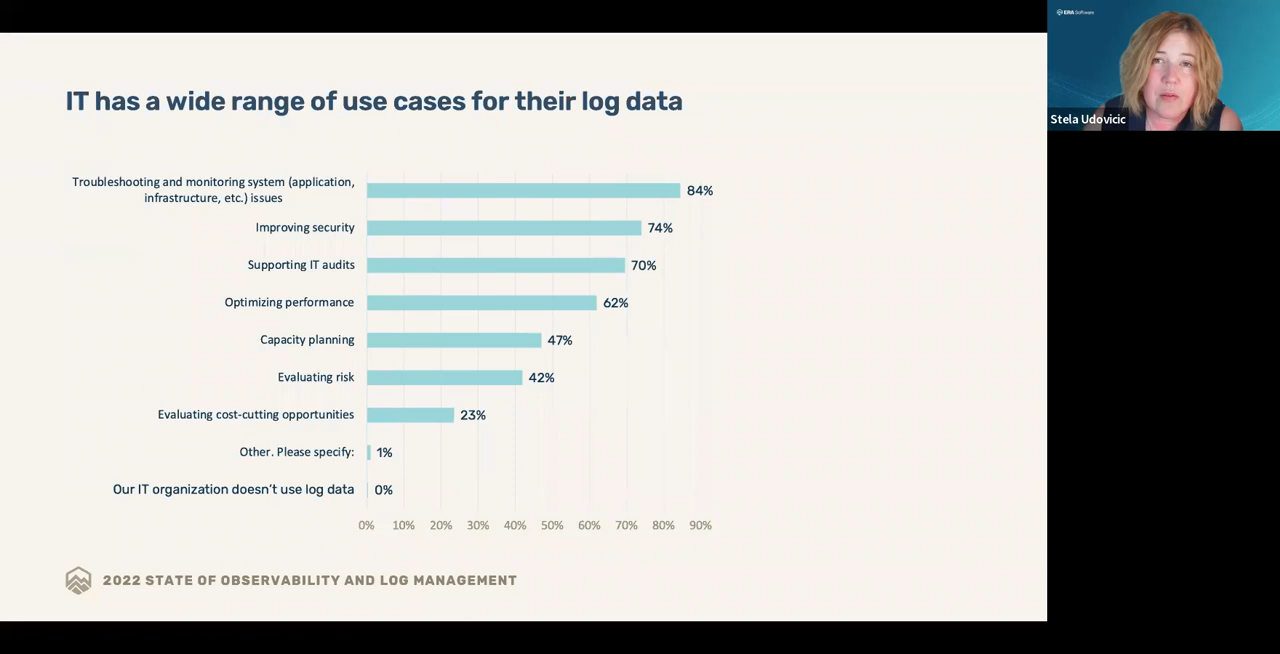 IT has a wide range of use cases for their log data
Troubleshooting and monitoring system (application,
infrastructure, etc.) issues
84%
Improving security
74%
Supporting IT audits
70%
Optimizing performance
62%
Capacity planning
47%
Evaluating risk
42%
Evaluating cost-cutting opportunities
23%
Other. Please specify:
1%
Our IT organization doesn't use log data
0%
0% 10% 20% 30% 40% 50% 60% 70% 80% 90%
2022 STATE OF OBSERVABILITY AND LOG MANAGEMENT
ERA Software
Stela Udovicic